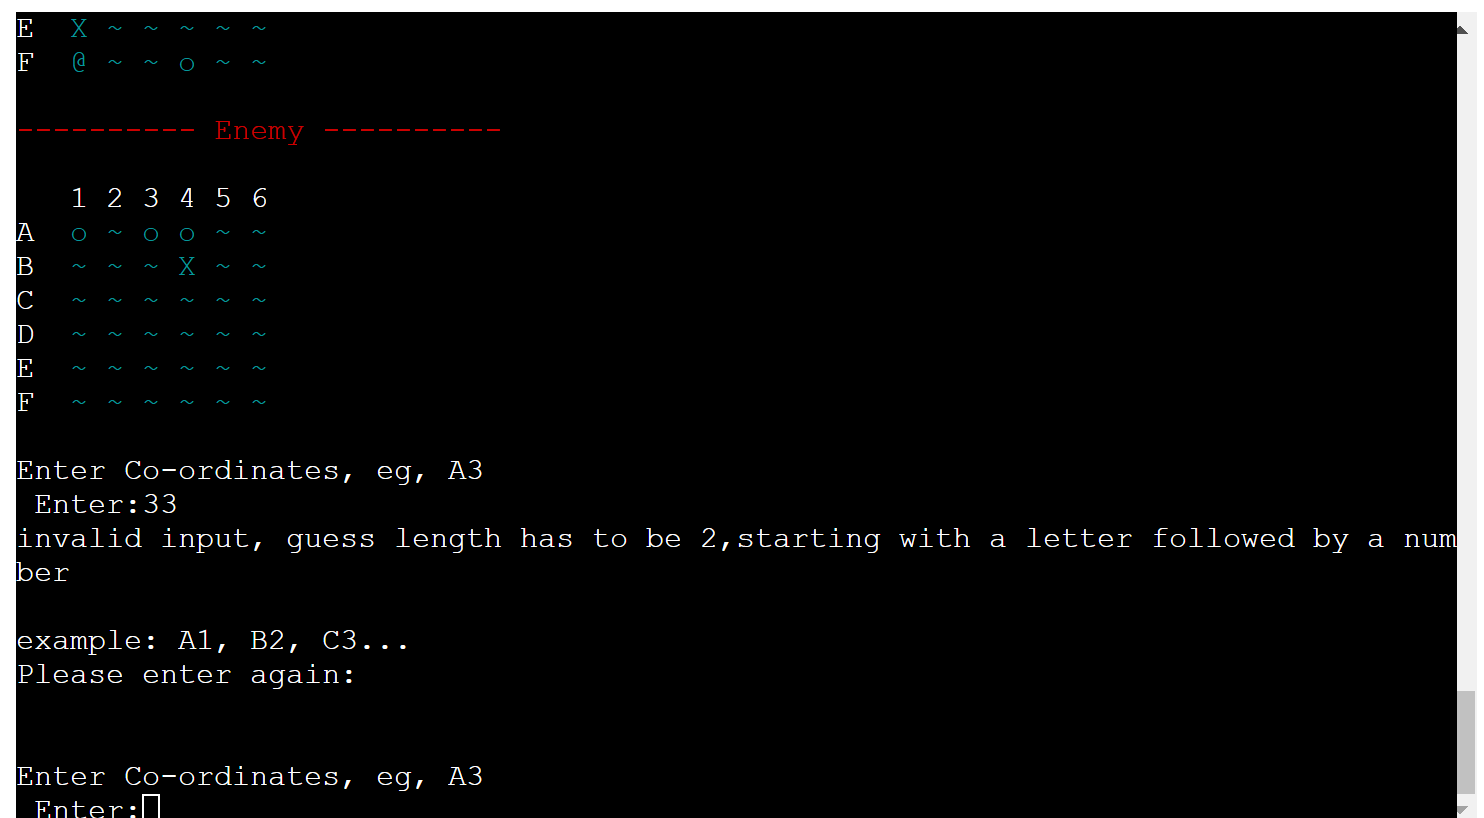 E  X ~ ~ ~ ~ ~
F  @ ~ ~ o ~ ~
---------- Enemy ----------
   1 2 3 4 5 6
A  o ~ o o ~ ~
B  ~ ~ ~ X ~ ~
C  ~ ~ ~ ~ ~ ~
D  ~ ~ ~ ~ ~ ~
E  ~ ~ ~ ~ ~ ~
F  ~ ~ ~ ~ ~ ~
Enter Co-ordinates, eg, A3
 Enter:33
invalid input, guess length has to be 2,starting with a letter followed by a num
ber
example: A1, B2, C3...
Please enter again:
Enter Co-ordinates, eg, A3
 Enter: